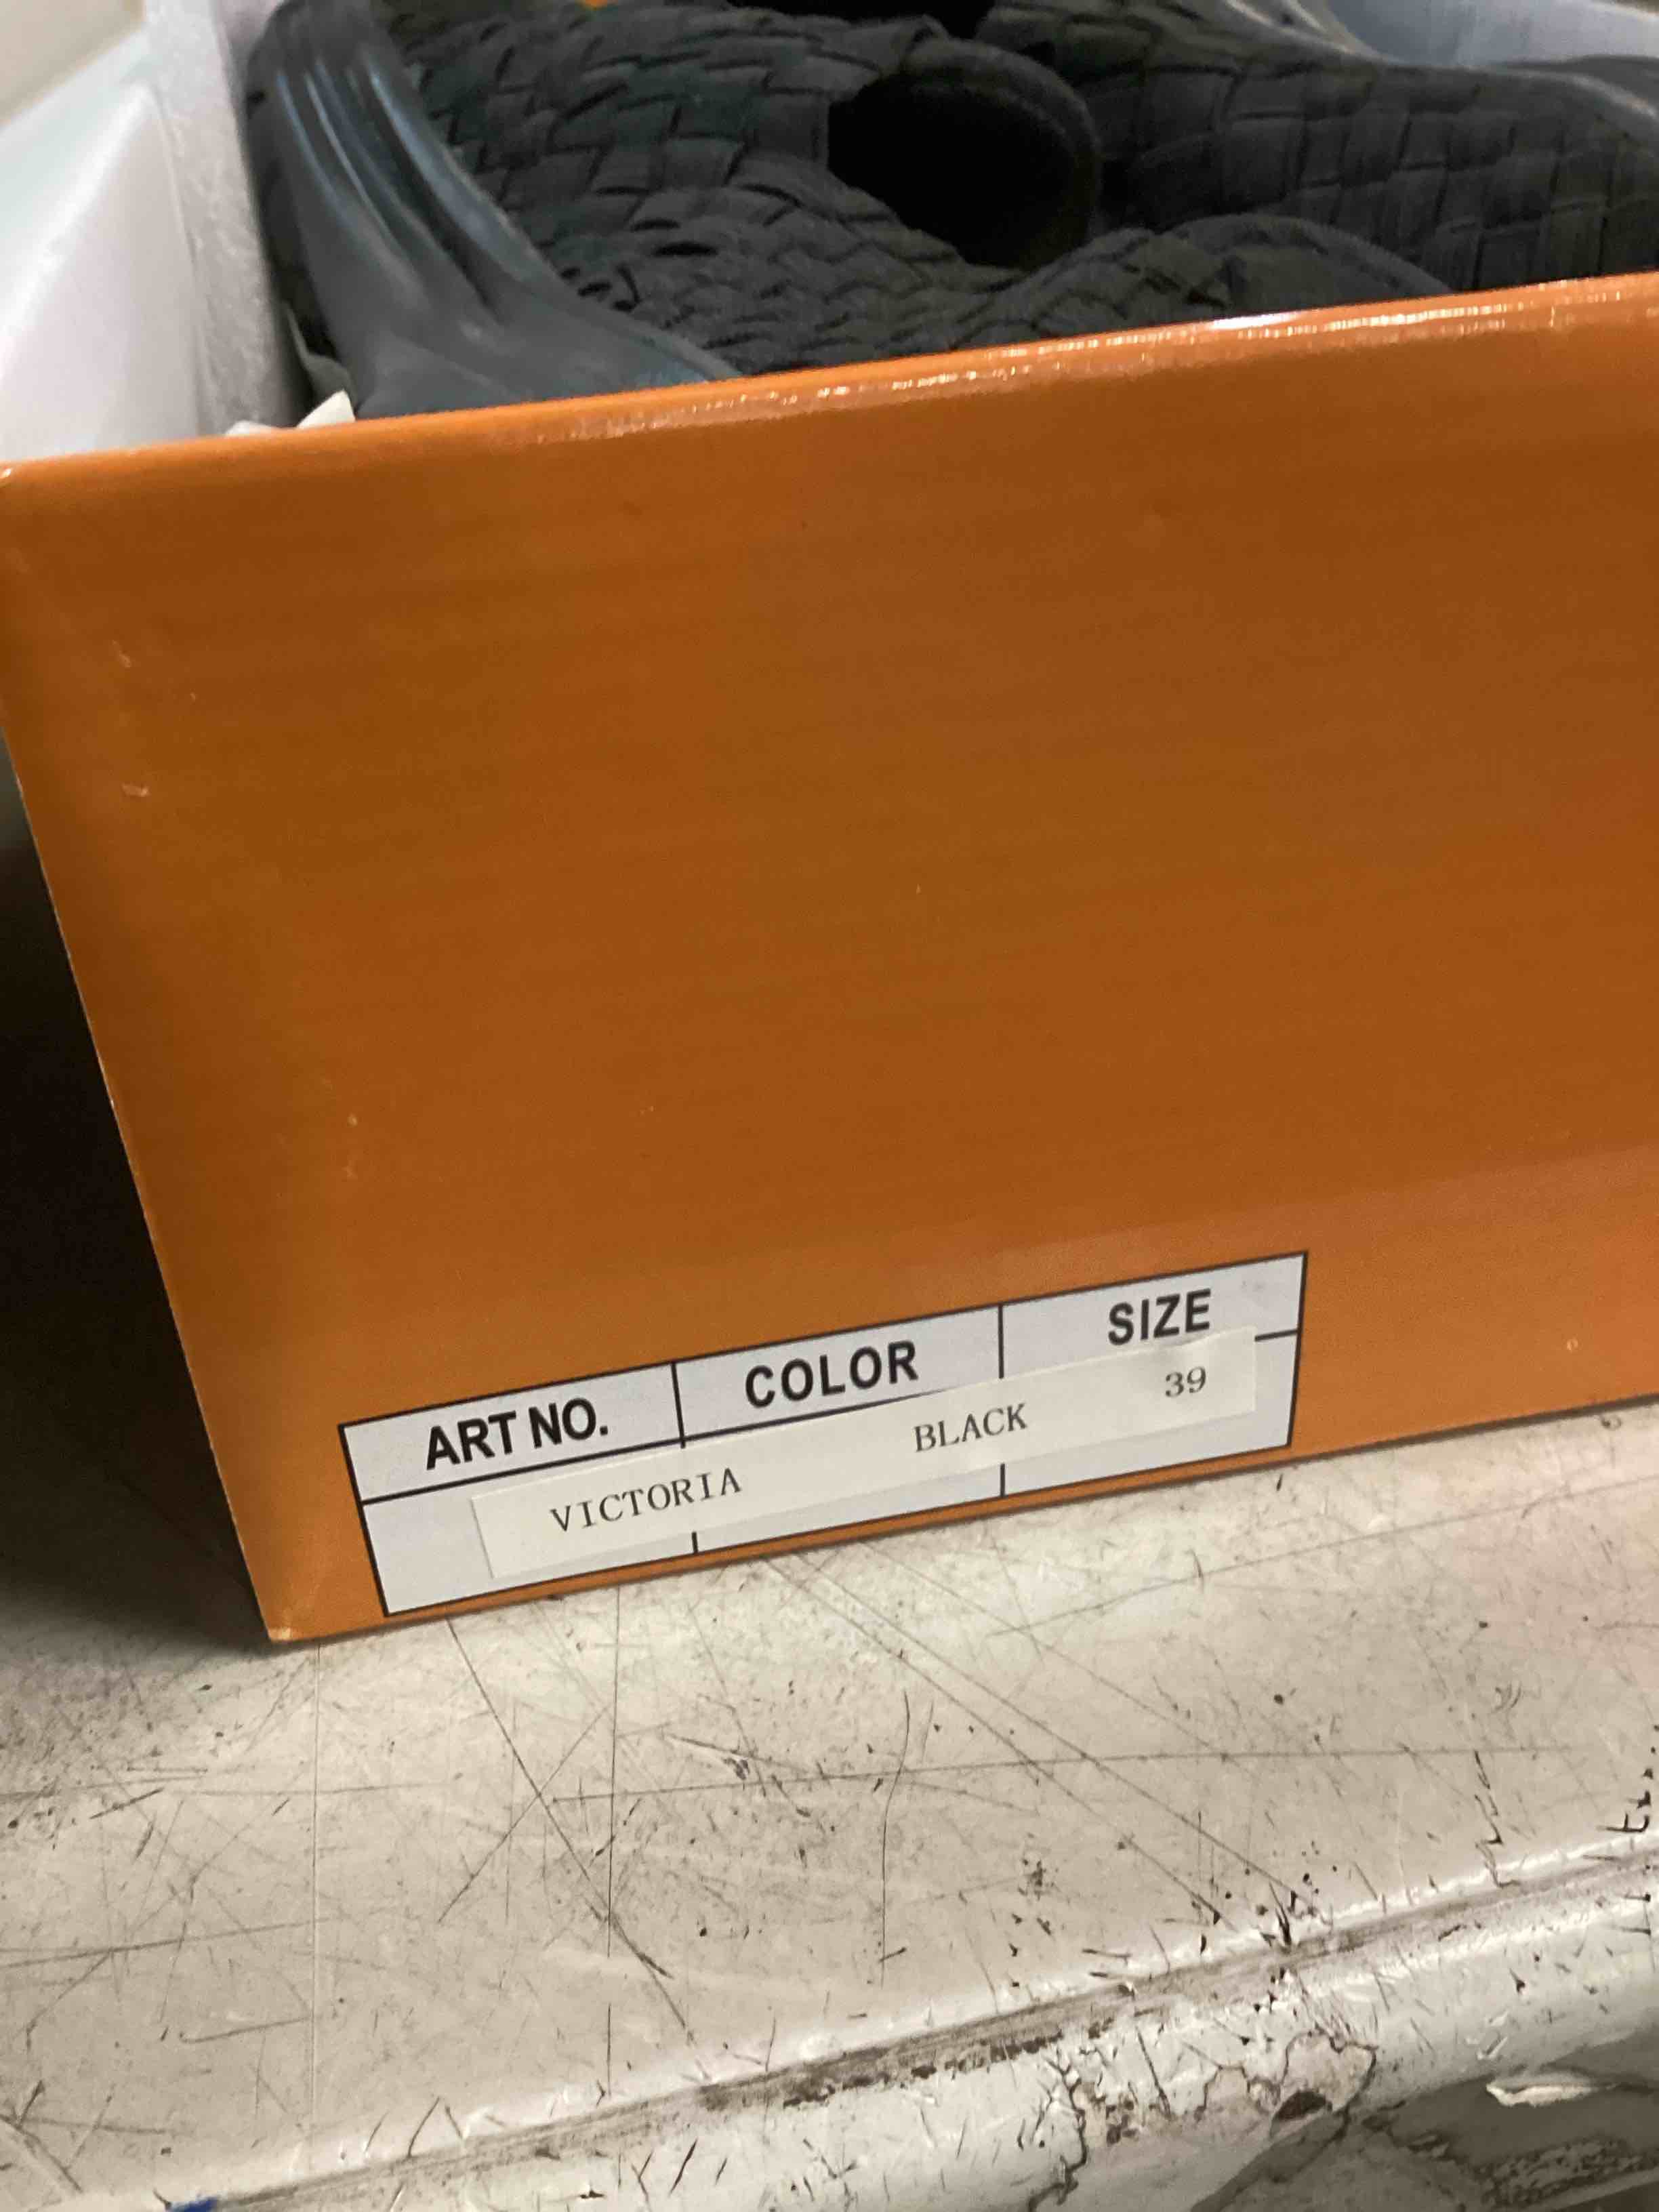 ART NO. COLOR SIZE
VICTORIA BLACK 39